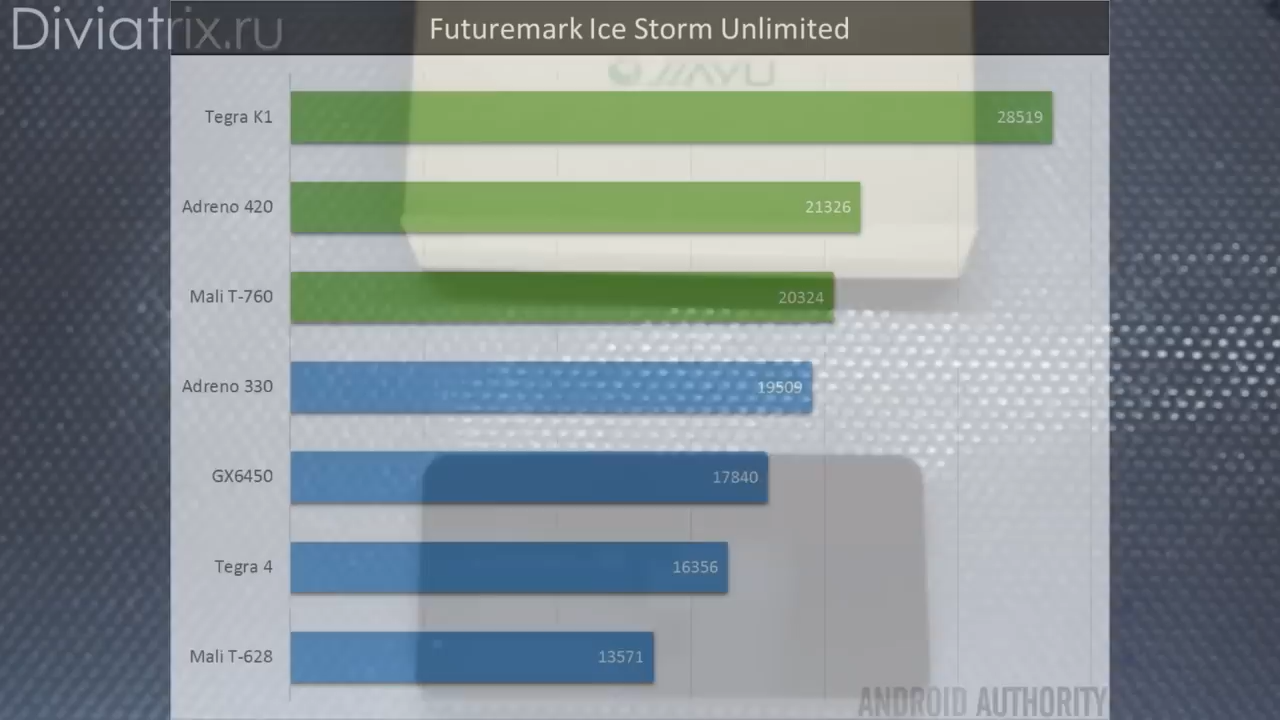 Diviatrix.ru
Futuremark Ice Storm Unlimited
JIAYU
Tegra K1 28519
Adreno 420 21326
Mali T-760 20324
Adreno 330 19509
GX6450 17840
Tegra 4 16356
Mali T-628 13571
ANDROID AUTHORITY